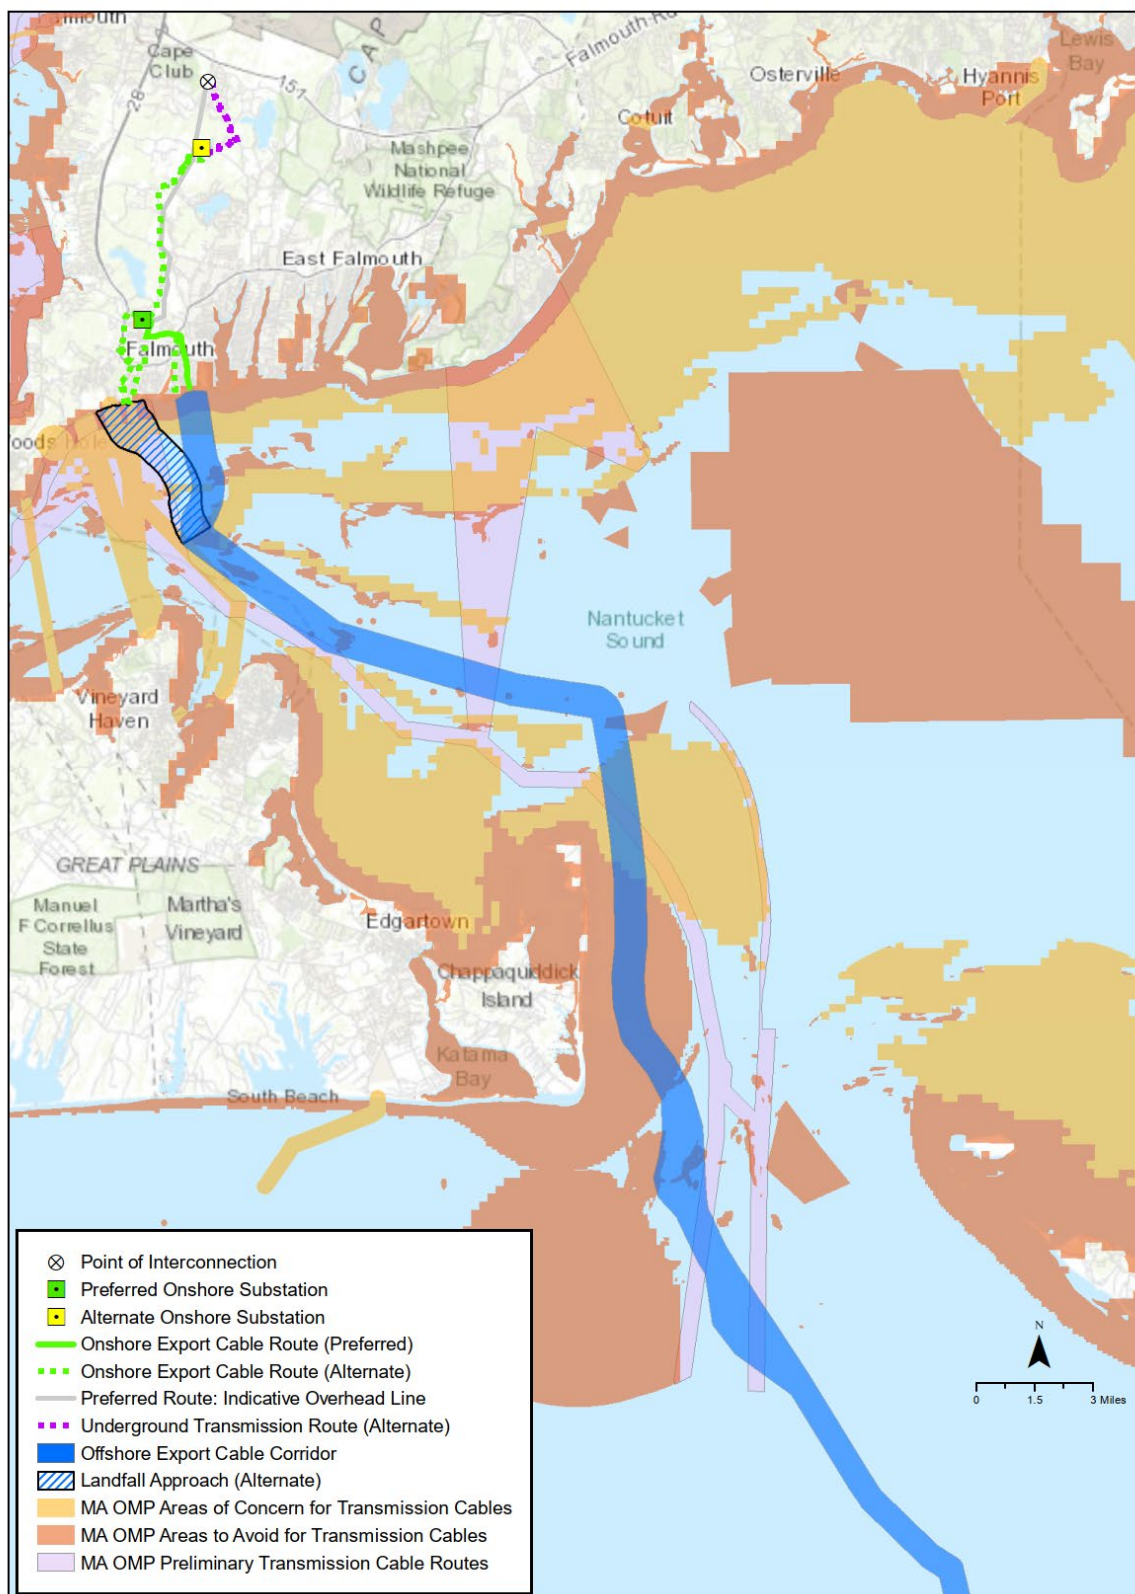 Falmouth
Cape
Club
28
151
CAP
Falmouth-Rd
Lewis
Bay
Osterville
Hyannis
Port
Cotuit
Mashpee
National
Wildlife Refuge
East Falmouth
Falmouth
oods Hole
Nantucket
Sound
Vineyard
Haven
GREAT PLAINS
Manuel
F Correllus
State
Forest
Martha's
Vineyard
Edgartown
Chappaquiddick
Island
Katama
Bay
South Beach
Point of Interconnection
Preferred Onshore Substation
Alternate Onshore Substation
Onshore Export Cable Route (Preferred)
Onshore Export Cable Route (Alternate)
Preferred Route: Indicative Overhead Line
Underground Transmission Route (Alternate)
Offshore Export Cable Corridor
Landfall Approach (Alternate)
MA OMP Areas of Concern for Transmission Cables
MA OMP Areas to Avoid for Transmission Cables
MA OMP Preliminary Transmission Cable Routes
N
0 1.5 3 Miles